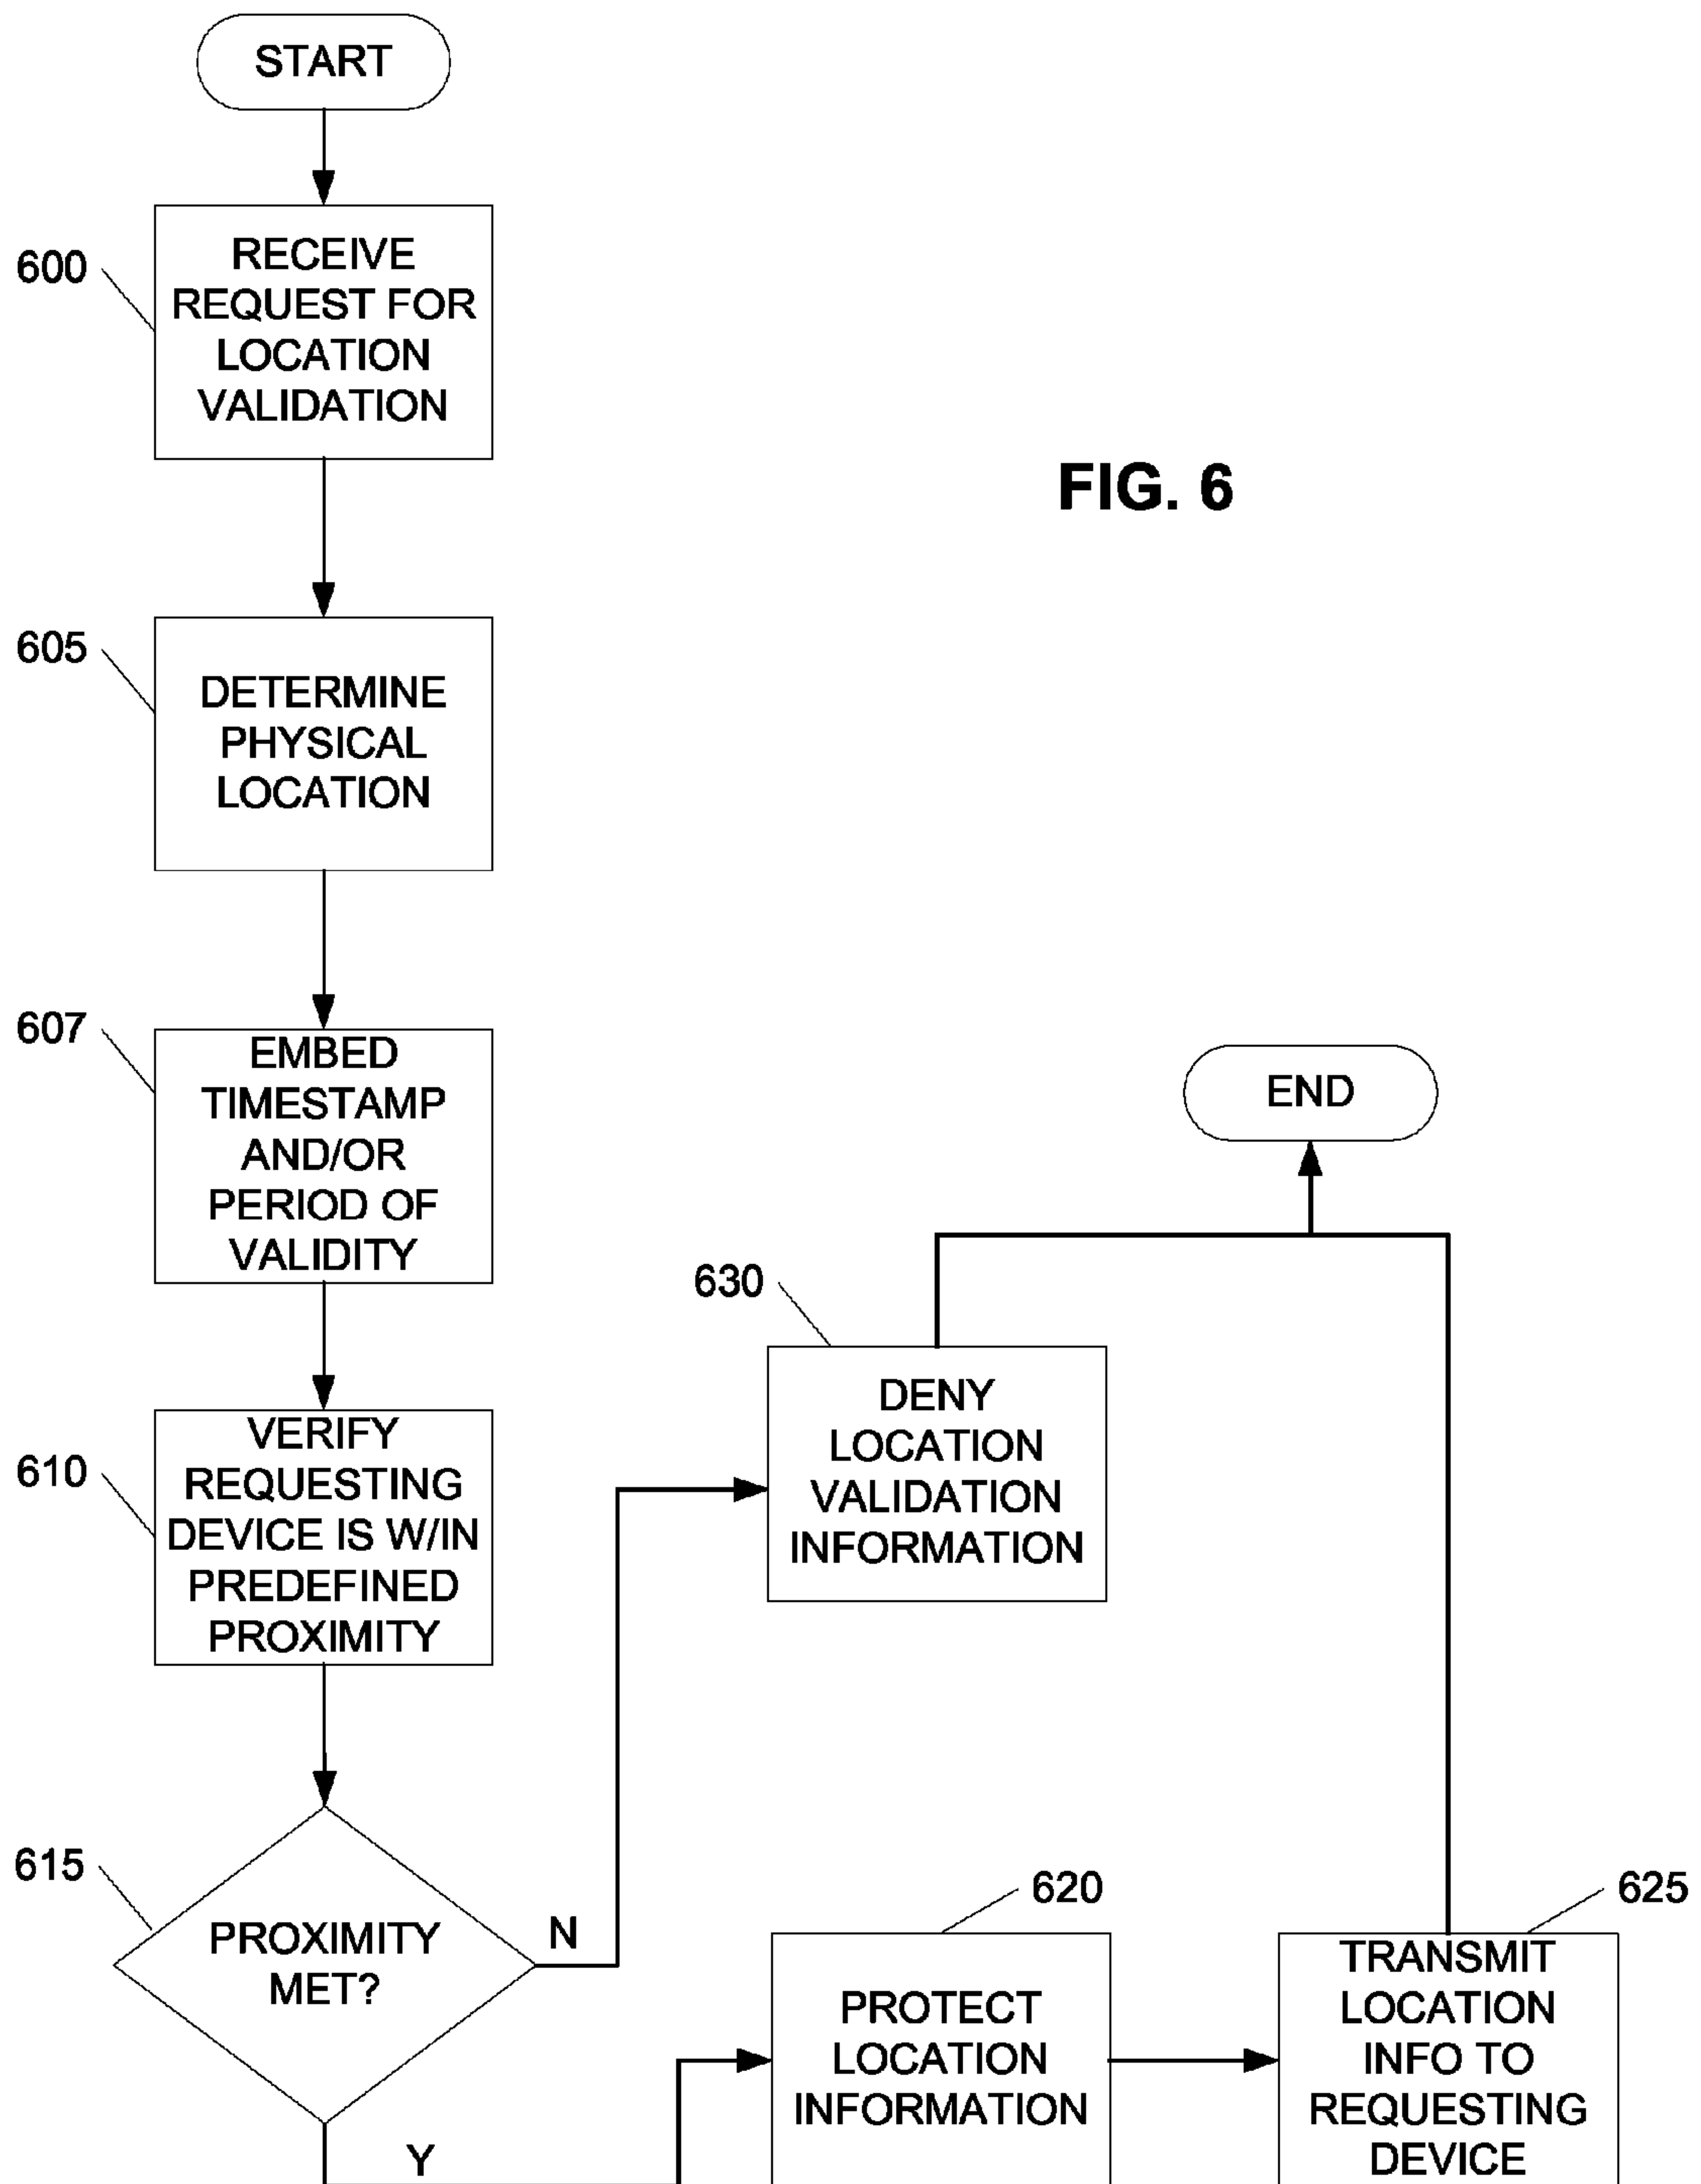 START
600
RECEIVE
REQUEST FOR
LOCATION
VALIDATION
FIG. 6
605
DETERMINE
PHYSICAL
LOCATION
607
EMBED
TIMESTAMP
AND/OR
PERIOD OF
VALIDITY
END
630
DENY
LOCATION
VALIDATION
INFORMATION
610
VERIFY
REQUESTING
DEVICE IS W/IN
PREDEFINED
PROXIMITY
615
PROXIMITY
MET?
N
Y
620
PROTECT
LOCATION
INFORMATION
625
TRANSMIT
LOCATION
INFO TO
REQUESTING
DEVICE